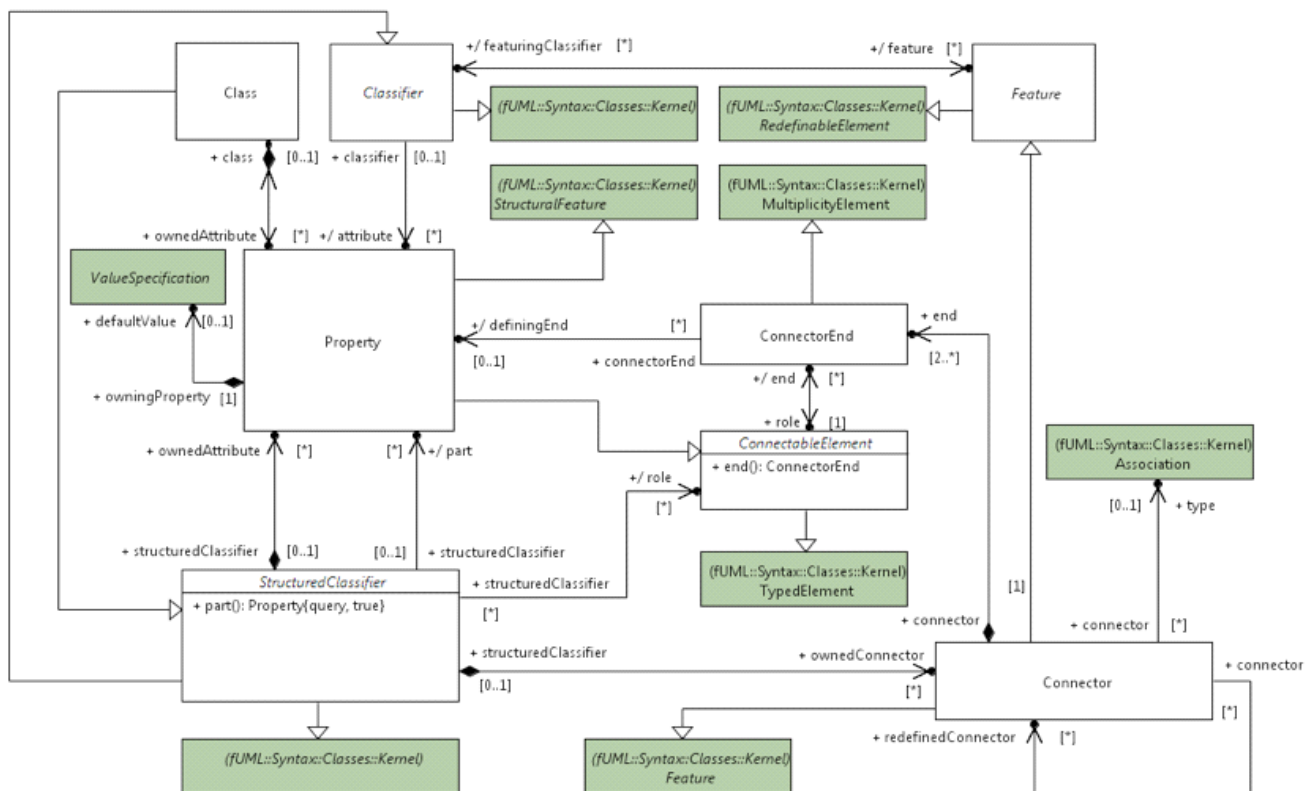 +/ featuringClassifier [*]
+/ feature [*]
Class
Classifier
Feature
(fUML::Syntax::Classes::Kernel)
(fUML::Syntax::Classes::Kernel)
RedefinableElement
+ class [0..1]
+ classifier [0..1]
(fUML::Syntax::Classes::Kernel)
StructuralFeature
(fUML::Syntax::Classes::Kernel)
MultiplicityElement
+ ownedAttribute [*]
+/ attribute [*]
ValueSpecification
+ defaultValue [0..1]
Property
+/ definingEnd
[0..1]
[*]
+ connectorEnd
ConnectorEnd
+ end
[2..*]
+/ end [*]
+ owningProperty [1]
+ role [1]
ConnectableElement
+ end(): ConnectorEnd
+ ownedAttribute [*]
[*] +/ part
+/ role
[*]
(fUML::Syntax::Classes::Kernel)
Association
[0..1] + type
+ structuredClassifier [0..1]
[0..1] + structuredClassifier
(fUML::Syntax::Classes::Kernel)
TypedElement
StructuredClassifier
+ part(): Property{query, true}
+ structuredClassifier
[*]
[1]
+ connector
+ connector [*]
+ structuredClassifier
[0..1]
+ ownedConnector
[*]
Connector
+ connector
[*]
+ redefinedConnector [*]
(fUML::Syntax::Classes::Kernel)
(fUML::Syntax::Classes::Kernel)
Feature